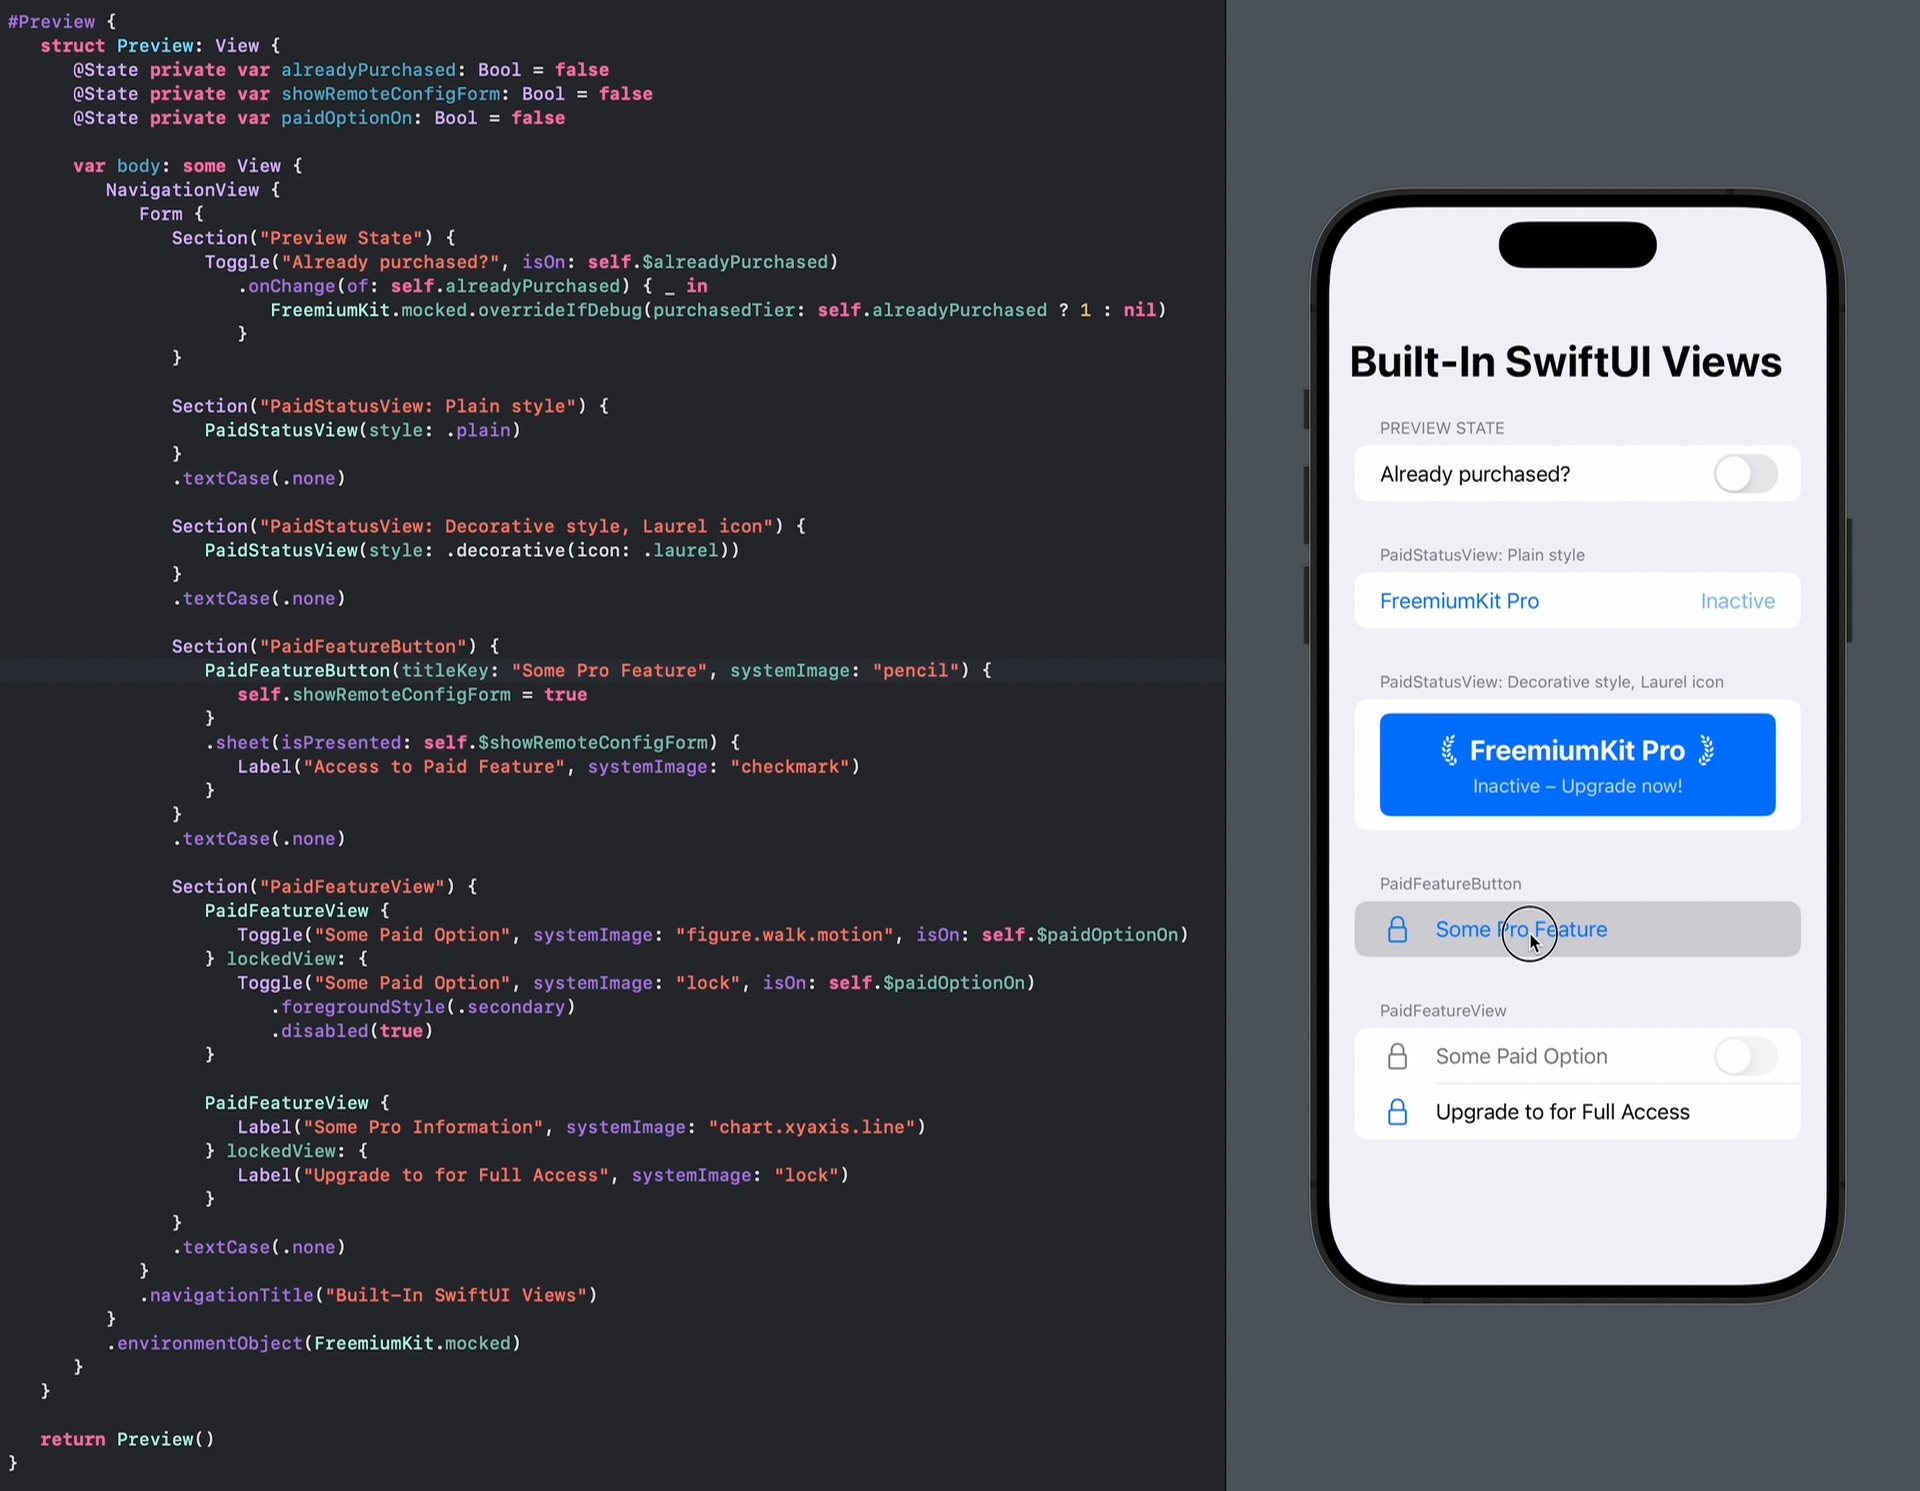 #Preview {
   struct Preview: View {
      @State private var alreadyPurchased: Bool = false
      @State private var showRemoteConfigForm: Bool = false
      @State private var paidOptionOn: Bool = false

      var body: some View {
         NavigationView {
            Form {
               Section("Preview State") {
                  Toggle("Already purchased?", isOn: self.$alreadyPurchased)
                     .onChange(of: self.alreadyPurchased) { _ in
                        FreemiumKit.mocked.overrideIfDebug(purchasedTier: self.alreadyPurchased ? 1 : nil)
                     }
               }

               Section("PaidStatusView: Plain style") {
                  PaidStatusView(style: .plain)
               }
               .textCase(.none)

               Section("PaidStatusView: Decorative style, Laurel icon") {
                  PaidStatusView(style: .decorative(icon: .laurel))
               }
               .textCase(.none)

               Section("PaidFeatureButton") {
                  PaidFeatureButton(titleKey: "Some Pro Feature", systemImage: "pencil") {
                     self.showRemoteConfigForm = true
                  }
                  .sheet(isPresented: self.$showRemoteConfigForm) {
                     Label("Access to Paid Feature", systemImage: "checkmark")
                  }
               }
               .textCase(.none)

               Section("PaidFeatureView") {
                  PaidFeatureView {
                     Toggle("Some Paid Option", systemImage: "figure.walk.motion", isOn: self.$paidOptionOn)
                  } lockedView: {
                     Toggle("Some Paid Option", systemImage: "lock", isOn: self.$paidOptionOn)
                        .foregroundStyle(.secondary)
                        .disabled(true)
                  }

                  PaidFeatureView {
                     Label("Some Pro Information", systemImage: "chart.xyaxis.line")
                  } lockedView: {
                     Label("Upgrade to for Full Access", systemImage: "lock")
                  }
               }
               .textCase(.none)
            }
            .navigationTitle("Built-In SwiftUI Views")
         }
         .environmentObject(FreemiumKit.mocked)
      }
   }

   return Preview()
}
Built-In SwiftUI Views
PREVIEW STATE
Already purchased?
PaidStatusView: Plain style
FreemiumKit Pro Inactive
PaidStatusView: Decorative style, Laurel icon
FreemiumKit Pro
Inactive – Upgrade now!
PaidFeatureButton
Some Pro Feature
PaidFeatureView
Some Paid Option
Upgrade to for Full Access